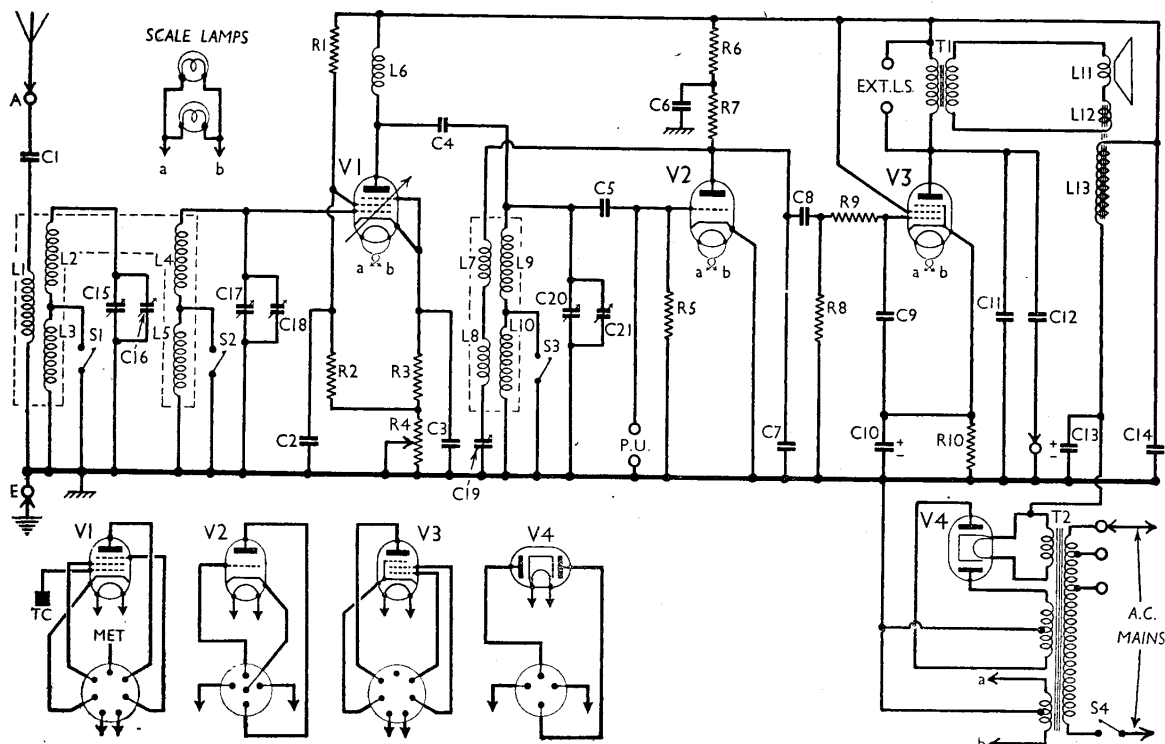 SCALE LAMPS
a b
A
C1
L1
L2
L3
S1
C15
C16
L4
L5
S2
C17
C18
R1
L6
C4
V1
a b
C2
R2
R3
R4
C3
L7
L8
L9
L10
C19
S3
C5
C20
C21
P.U.
R5
R6
C6
R7
V2
a b
C7
C8
R8
R9
V3
a b
C9
C10
+
-
R10
EXT.L.S.
T1
L11
L12
L13
C11
C12
C13
+
-
C14
E
V1
TC
MET
V2
V3
V4
V4
T2
A.C.
MAINS
a
b
S4